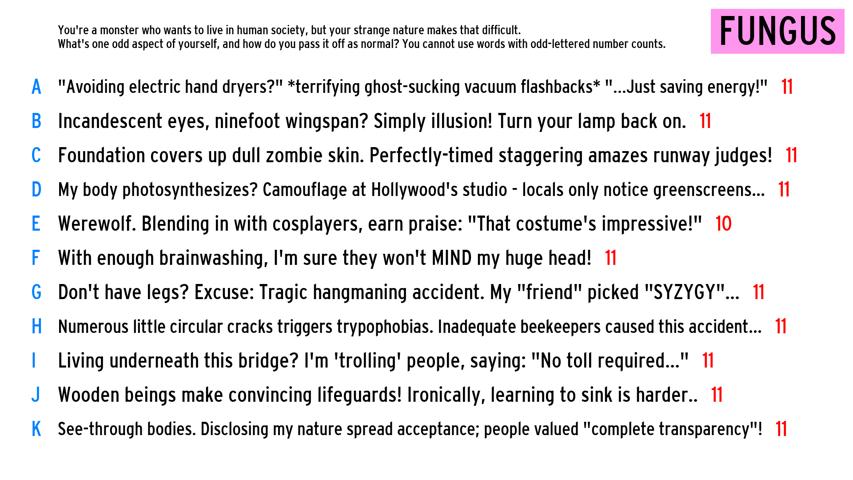 You're a monster who wants to live in human society, but your strange nature makes that difficult.
What's one odd aspect of yourself, and how do you pass it off as normal? You cannot use words with odd-lettered number counts.
FUNGUS
A "Avoiding electric hand dryers?" *terrifying ghost-sucking vacuum flashbacks* "...Just saving energy!" 11
B Incandescent eyes, ninefoot wingspan? Simply illusion! Turn your lamp back on. 11
C Foundation covers up dull zombie skin. Perfectly-timed staggering amazes runway judges! 11
D My body photosynthesizes? Camouflage at Hollywood's studio - locals only notice greenscreens... 11
E Werewolf. Blending in with cosplayers, earn praise: "That costume's impressive!" 10
F With enough brainwashing, I'm sure they won't MIND my huge head! 11
G Don't have legs? Excuse: Tragic hangmaning accident. My "friend" picked "SYZYGY"... 11
H Numerous little circular cracks triggers trypophobias. Inadequate beekeepers caused this accident... 11
I Living underneath this bridge? I'm 'trolling' people, saying: "No toll required..." 11
J Wooden beings make convincing lifeguards! Ironically, learning to sink is harder.. 11
K See-through bodies. Disclosing my nature spread acceptance; people valued "complete transparency"! 11